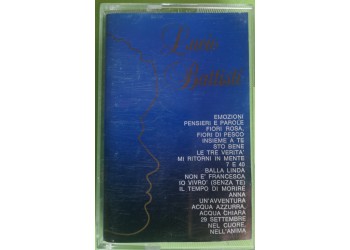 Lucio
Battisti
EMOZIONI
PENSIERI E PAROLE
FIORI ROSA,
FIORI DI PESCO
INSIEME A TE
STO BENE
LE TRE VERITA'
MI RITORNI IN MENTE
7 E 40
BALLA LINDA
NON E' FRANCESCA
IO VIVRO' (SENZA TE)
IL TEMPO DI MORIRE
ANNA
UN'AVVENTURA
ACQUA AZZURRA,
ACQUA CHIARA
29 SETTEMBRE
NEL CUORE,
NELL'ANIMA